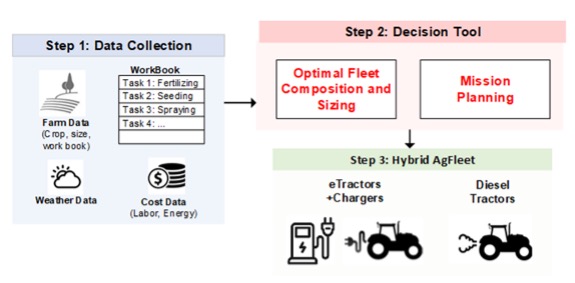 Step 1: Data Collection
WorkBook
Task 1: Fertilizing
Task 2: Seeding
Task 3: Spraying
Task 4: ...
Farm Data
(Crop, size,
work book)
Weather Data
Cost Data
(Labor, Energy)
Step 2: Decision Tool
Optimal Fleet
Composition and
Sizing
Mission
Planning
Step 3: Hybrid AgFleet
eTractors
+Chargers
Diesel
Tractors